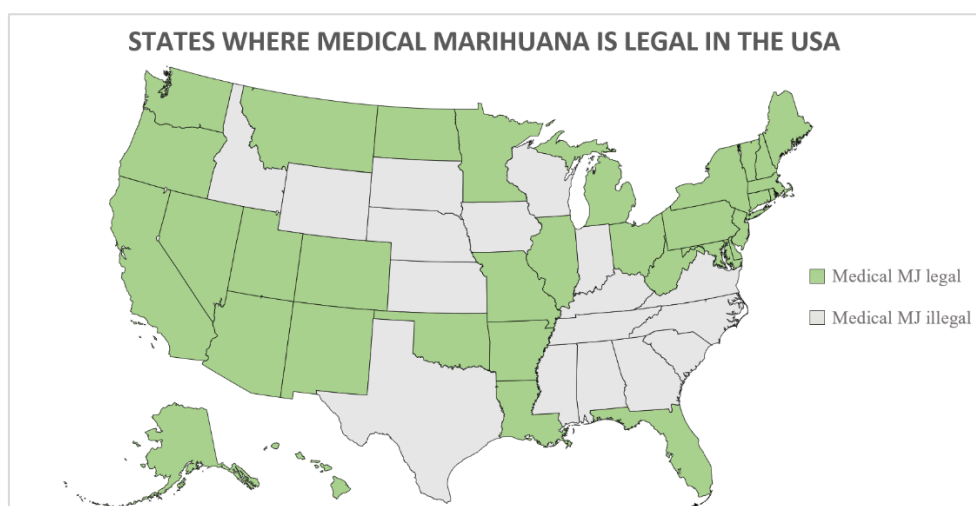 STATES WHERE MEDICAL MARIHUANA IS LEGAL IN THE USA
Medical MJ legal
Medical MJ illegal